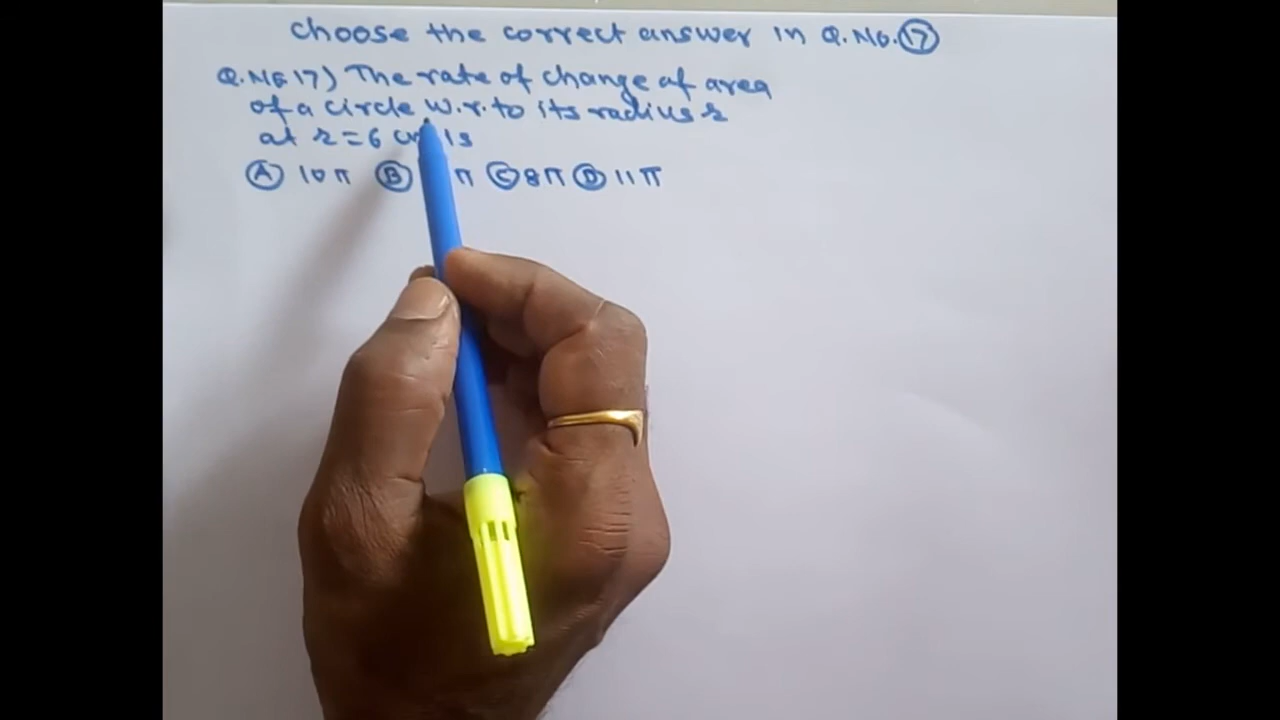 Choose the correct answer in Q.No. 17
Q.No 17) The rate of change of area
of a circle w.r.to its radius r
at r = 6 is
A 10π B π C 8π D 11π